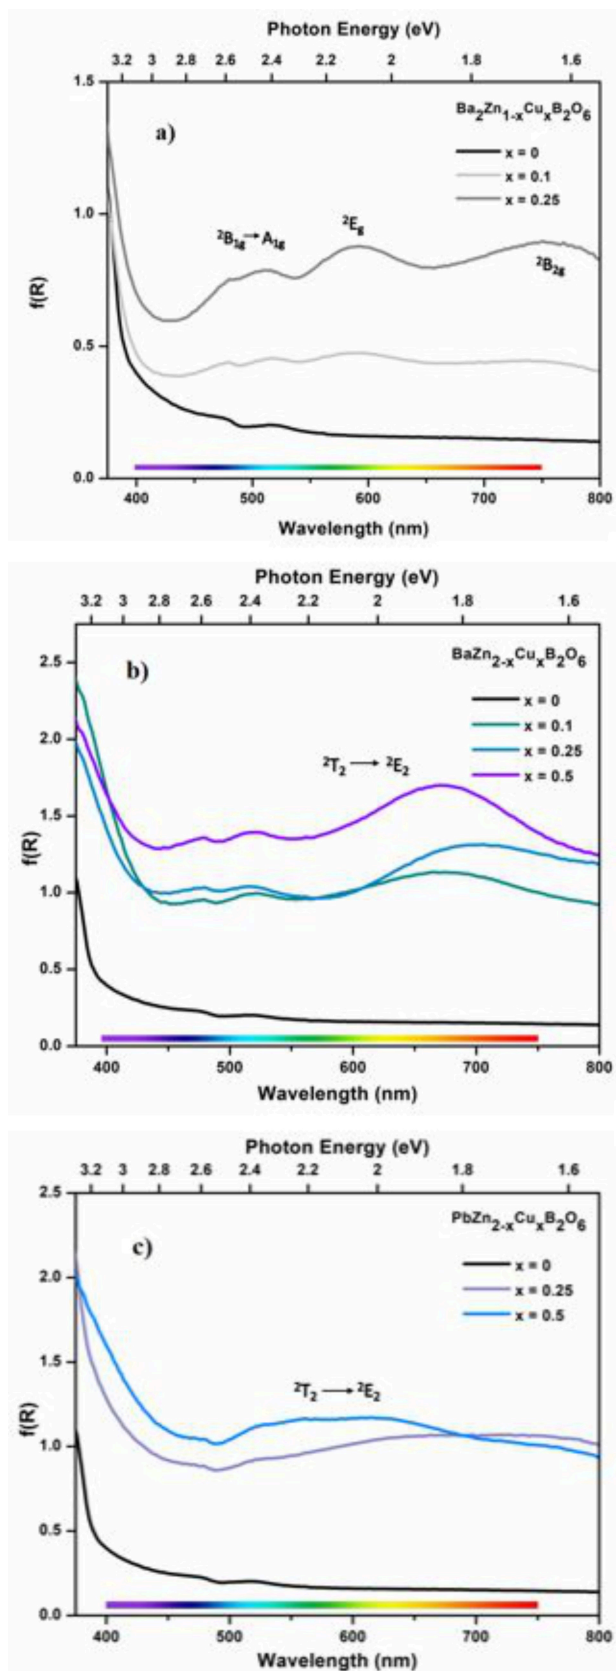 Photon Energy (eV)
3.2 3 2.8 2.6 2.4 2.2 2 1.8 1.6
1.5
a)
Ba₂Zn₁₋ₓCuₓB₂O₆
x = 0
x = 0.1
x = 0.25
1.0
²B₁g→A₁g
²Eg
²B₂g
f(R)
0.5
0.0
400 500 600 700 800
Wavelength (nm)
Photon Energy (eV)
3.2 3 2.8 2.6 2.4 2.2 2 1.8 1.6
2.5
b)
BaZn₂₋ₓCuₓB₂O₆
x = 0
x = 0.1
x = 0.25
x = 0.5
2.0
²T₂ → ²E₂
1.5
f(R)
1.0
0.5
0.0
400 500 600 700 800
Wavelength (nm)
Photon Energy (eV)
3.2 3 2.8 2.6 2.4 2.2 2 1.8 1.6
2.5
c)
PbZn₂₋ₓCuₓB₂O₆
x = 0
x = 0.25
x = 0.5
2.0
1.5
²T₂ → ²E₂
f(R)
1.0
0.5
0.0
400 500 600 700 800
Wavelength (nm)